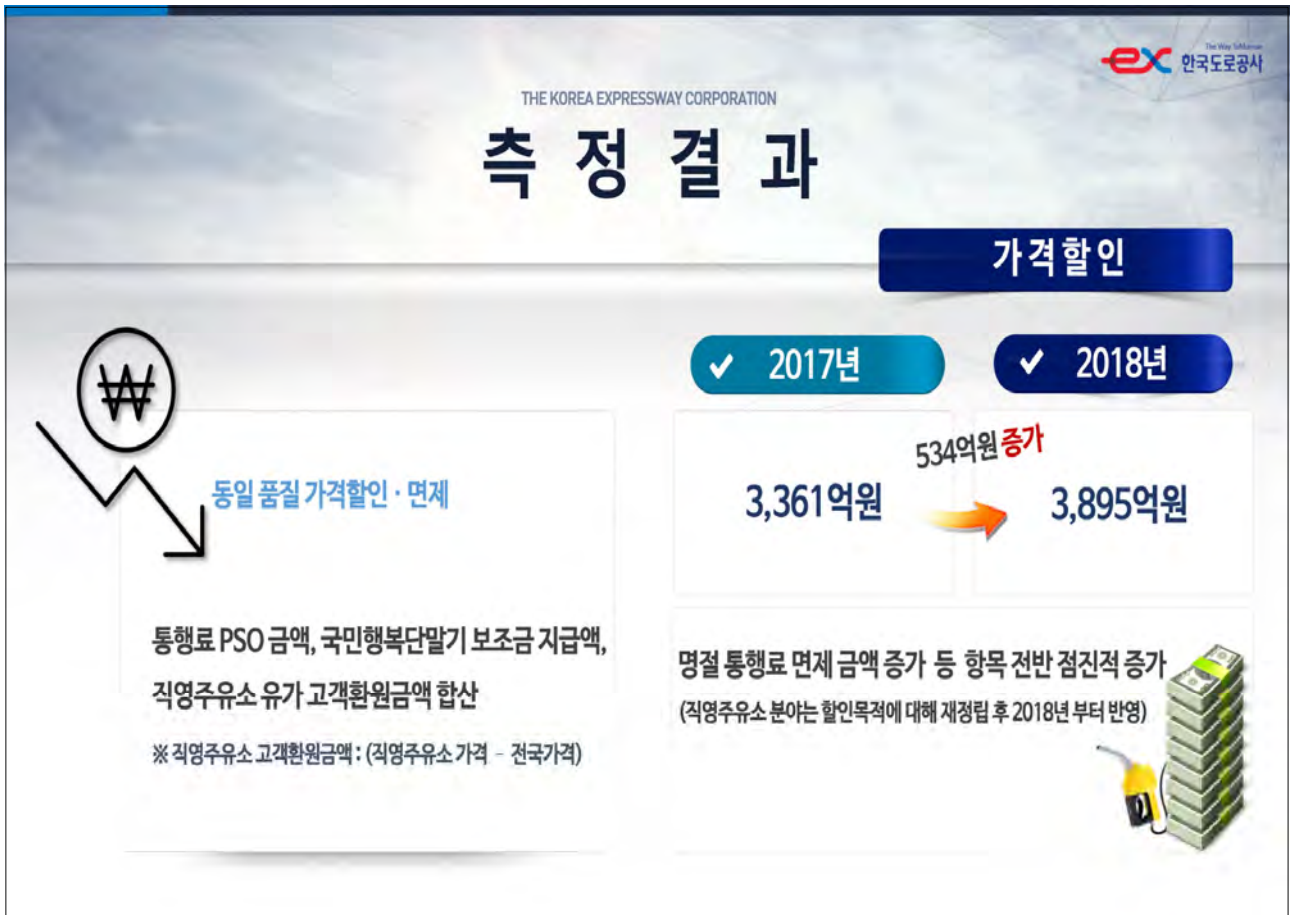 The Way To Morrow
ex 한국도로공사
THE KOREA EXPRESSWAY CORPORATION
측 정 결 과
가격할인
2017년
2018년
₩
동일 품질 가격할인 · 면제
534억원 증가
3,361억원
3,895억원
통행료 PSO 금액, 국민행복단말기 보조금 지급액,
직영주유소 유가 고객환원금액 합산
※ 직영주유소 고객환원금액 : (직영주유소 가격 - 전국가격)
명절 통행료 면제 금액 증가 등 항목 전반 점진적 증가
(직영주유소 분야는 할인목적에 대해 재정립 후 2018년 부터 반영)